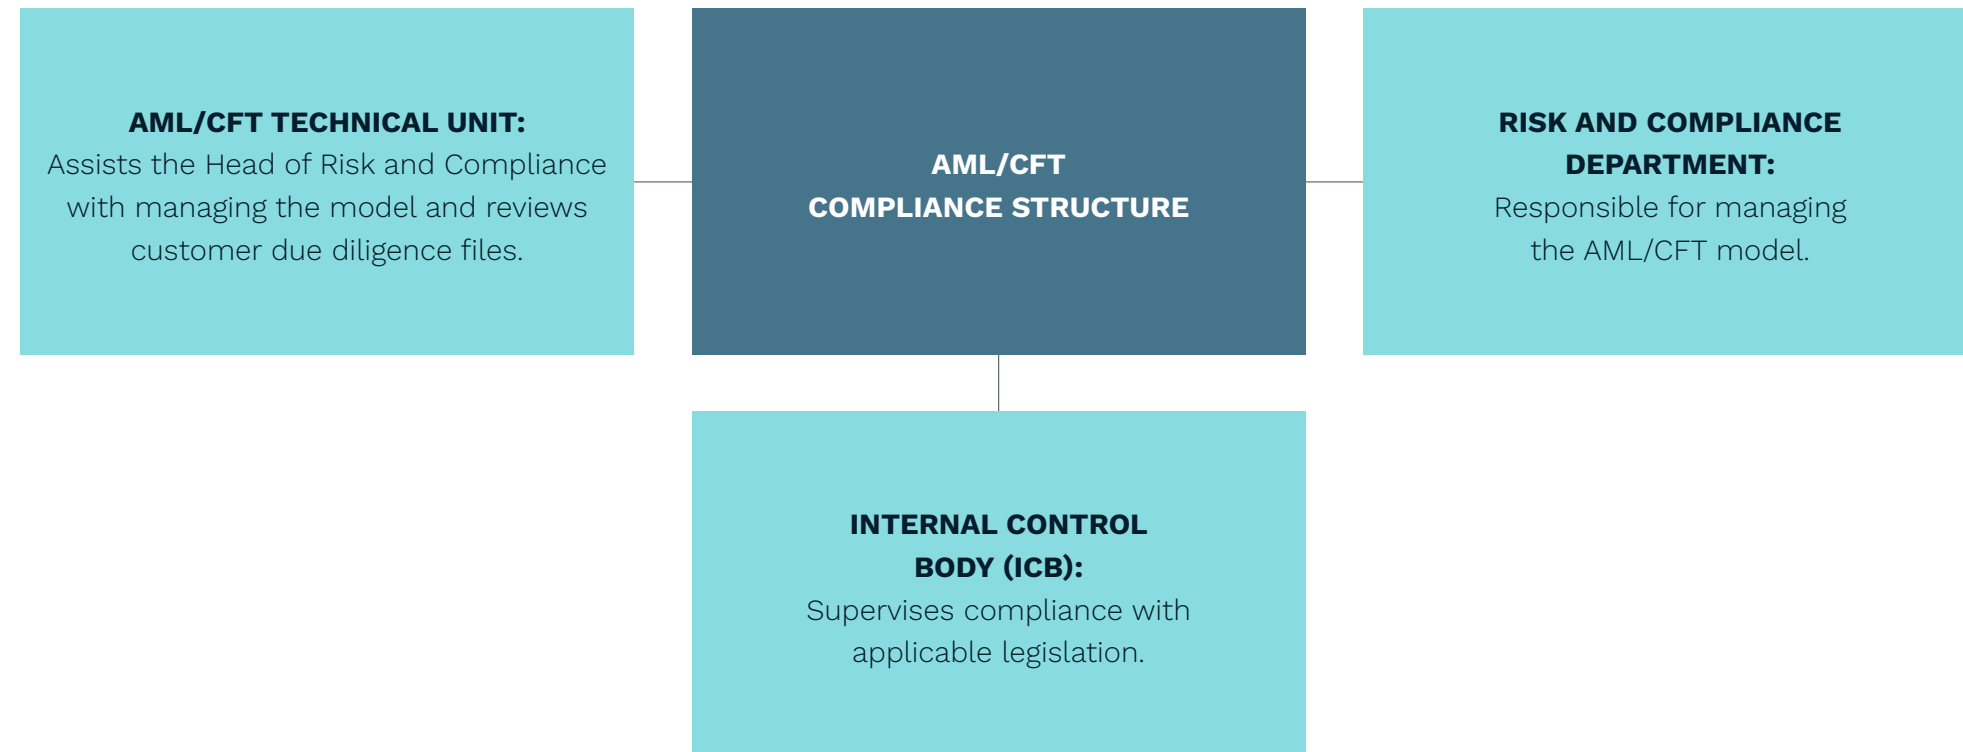 AML/CFT TECHNICAL UNIT:
Assists the Head of Risk and Compliance
with managing the model and reviews
customer due diligence files.
AML/CFT
COMPLIANCE STRUCTURE
RISK AND COMPLIANCE
DEPARTMENT:
Responsible for managing
the AML/CFT model.
INTERNAL CONTROL
BODY (ICB):
Supervises compliance with
applicable legislation.